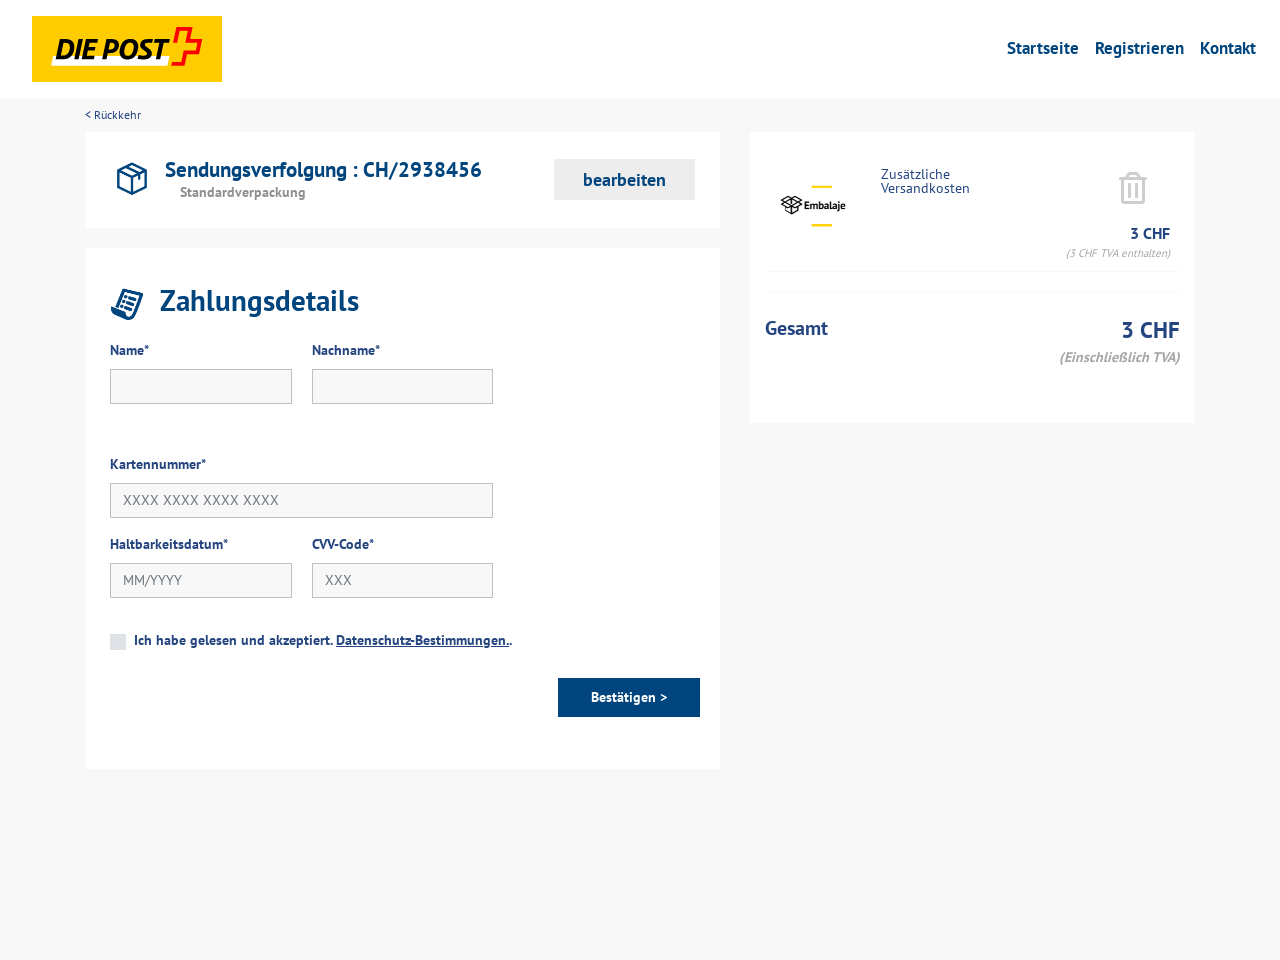 DIE POST
Startseite Registrieren Kontakt
< Rückkehr
Sendungsverfolgung : CH/2938456
Standardverpackung
bearbeiten
Zahlungsdetails
Name* Nachname*
Kartennummer*
XXXX XXXX XXXX XXXX
Haltbarkeitsdatum* CVV-Code*
MM/YYYY XXX
Ich habe gelesen und akzeptiert. Datenschutz-Bestimmungen..
Bestätigen >
Embalaje
Zusätzliche
Versandkosten
3 CHF
(3 CHF TVA enthalten)
Gesamt 3 CHF
(Einschließlich TVA)